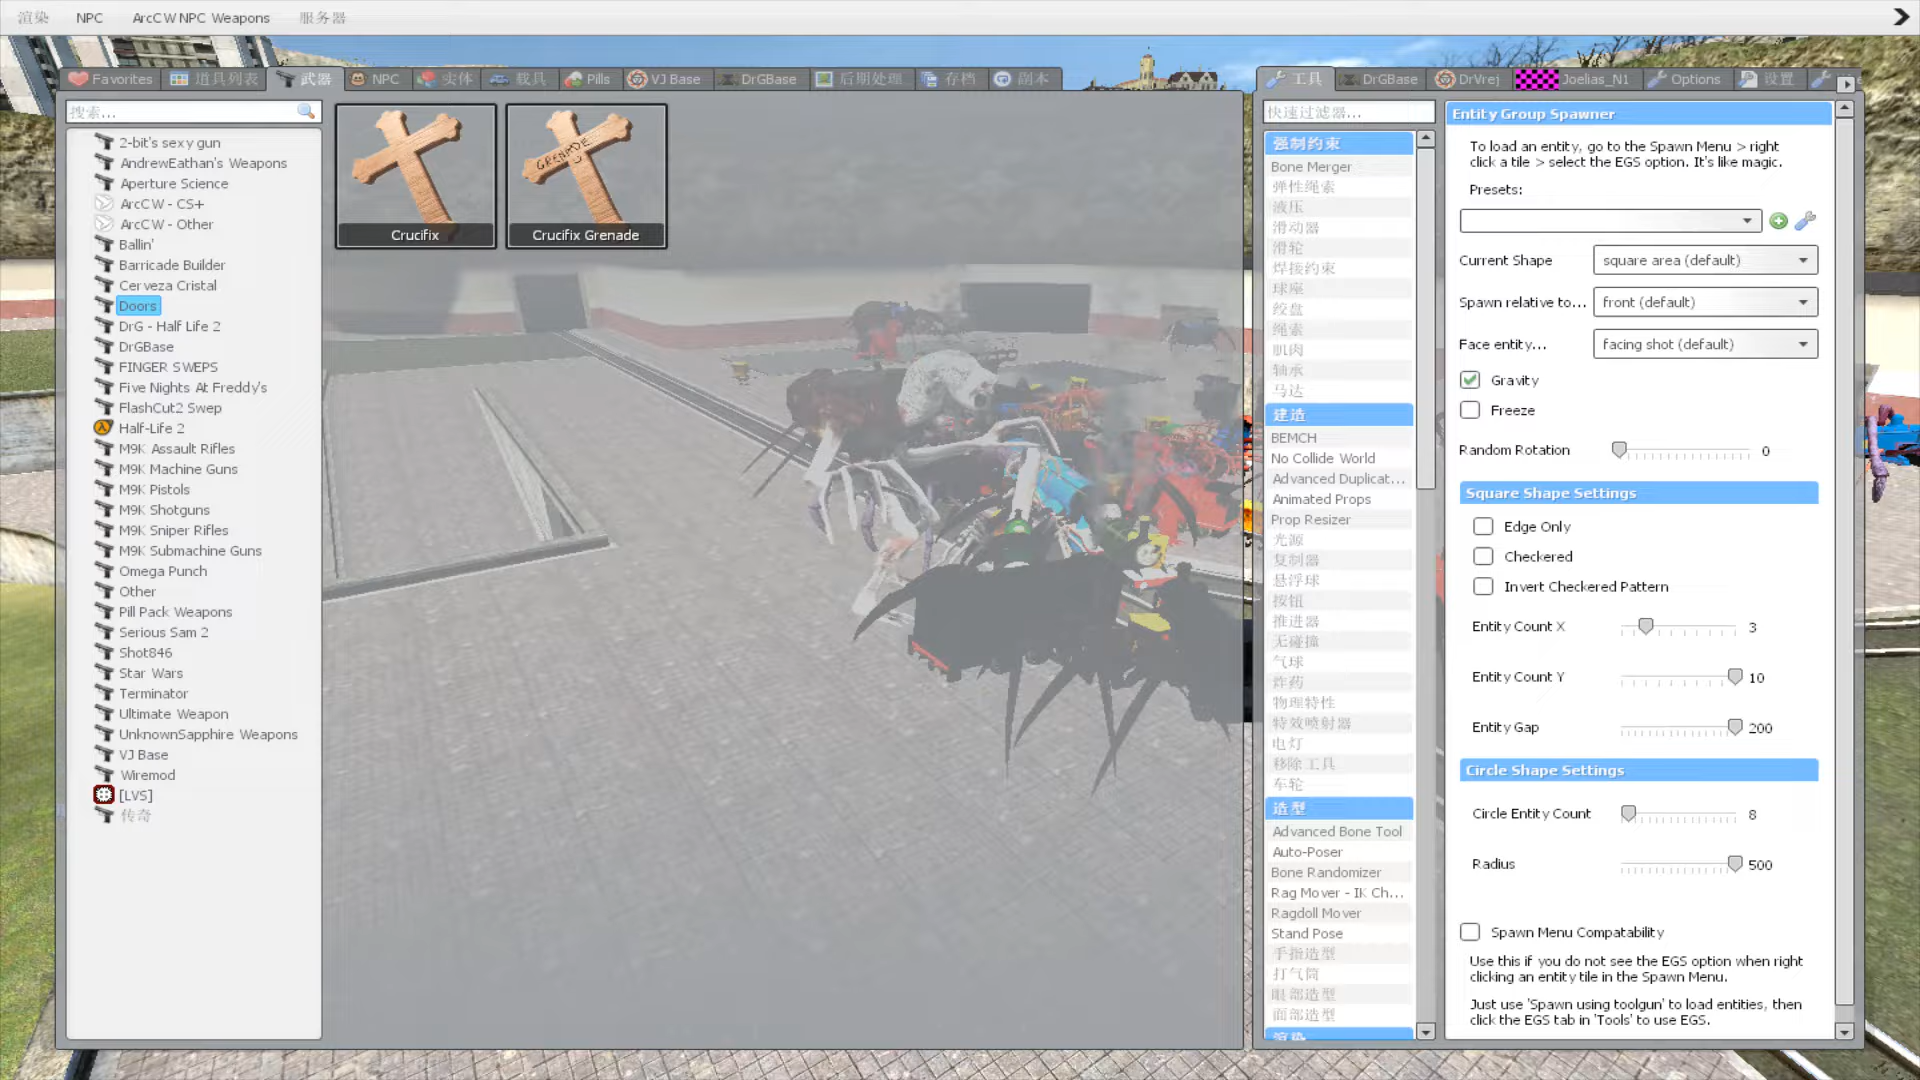 渲染 NPC ArcCW NPC Weapons 服务器
Favorites 道具列表 武器 NPC 实体 载具 Pills VJ Base DrGBase 后期处理 存档 副本
工具 DrGBase DrVrej Joelias_N1 Options 设置
搜索...
2-bit's sexy gun
AndrewEathan's Weapons
Aperture Science
ArcCW - CS+
ArcCW - Other
Ballin'
Barricade Builder
Cerveza Cristal
Doors
DrG - Half Life 2
DrGBase
FINGER SWEPS
Five Nights At Freddy's
FlashCut2 Swep
Half-Life 2
M9K Assault Rifles
M9K Machine Guns
M9K Pistols
M9K Shotguns
M9K Sniper Rifles
M9K Submachine Guns
Omega Punch
Other
Pill Pack Weapons
Serious Sam 2
Shot846
Star Wars
Terminator
Ultimate Weapon
UnknownSapphire Weapons
VJ Base
Wiremod
[LVS]
传奇
GRENADE
Crucifix
Crucifix Grenade
快速过滤器...
强制约束
Bone Merger
弹性绳索
液压
滑动器
滑轮
焊接约束
球座
绞盘
绳索
肌肉
轴承
马达
建造
BEMCH
No Collide World
Advanced Duplicat...
Animated Props
Prop Resizer
光源
复制器
悬浮球
按钮
推进器
无碰撞
气球
炸药
物理特性
特效喷射器
电灯
移除工具
车轮
造型
Advanced Bone Tool
Auto-Poser
Bone Randomizer
Rag Mover - IK Ch...
Ragdoll Mover
Stand Pose
手指造型
打气筒
眼部造型
面部造型
渲染
Entity Group Spawner
To load an entity, go to the Spawn Menu > right
click a tile > select the EGS option. It's like magic.
Presets:
Current Shape square area (default)
Spawn relative to... front (default)
Face entity... facing shot (default)
Gravity
Freeze
Random Rotation 0
Square Shape Settings
Edge Only
Checkered
Invert Checkered Pattern
Entity Count X 3
Entity Count Y 10
Entity Gap 200
Circle Shape Settings
Circle Entity Count 8
Radius 500
Spawn Menu Compatability
Use this if you do not see the EGS option when right
clicking an entity tile in the Spawn Menu.
Just use 'Spawn using toolgun' to load entities, then
click the EGS tab in 'Tools' to use EGS.